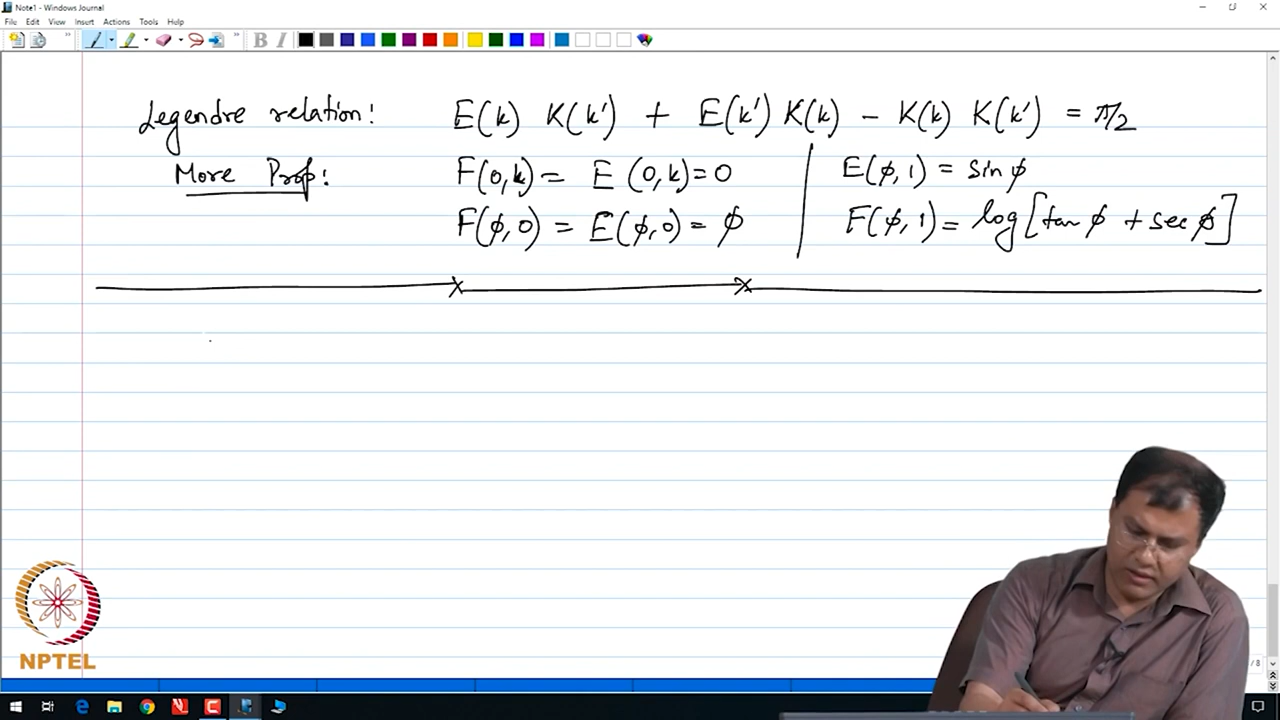 Note1 - Windows Journal
File Edit View Insert Actions Tools Help
B I
Legendre relation: E(k) K(k') + E(k') K(k) - K(k) K(k') = π/2
More Prop: F(0,k) = E(0,k) = 0 | E(φ,1) = sin φ
F(φ,0) = E(φ,0) = φ | F(φ,1) = log[tan φ + sec φ]
NPTEL
/ 8